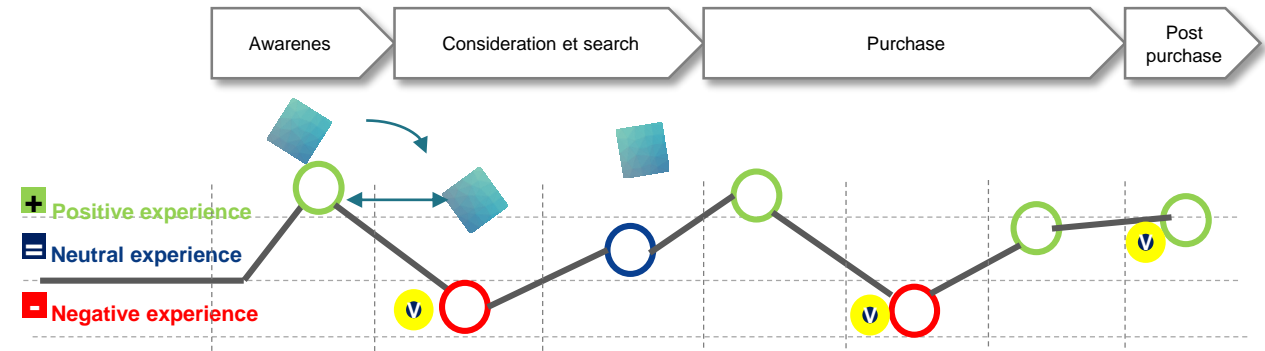 Awarenes
Consideration et search
Purchase
Post
purchase
+ Positive experience
= Neutral experience
- Negative experience
V
V
V